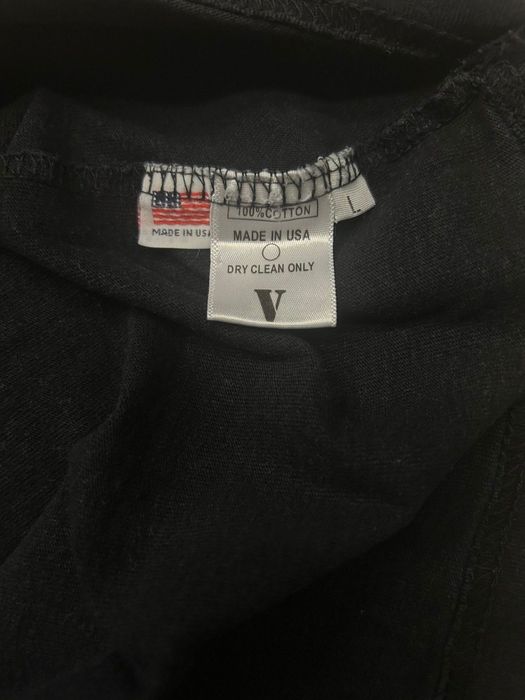 MADE IN USA
100%COTTON
MADE IN USA
DRY CLEAN ONLY
V
L